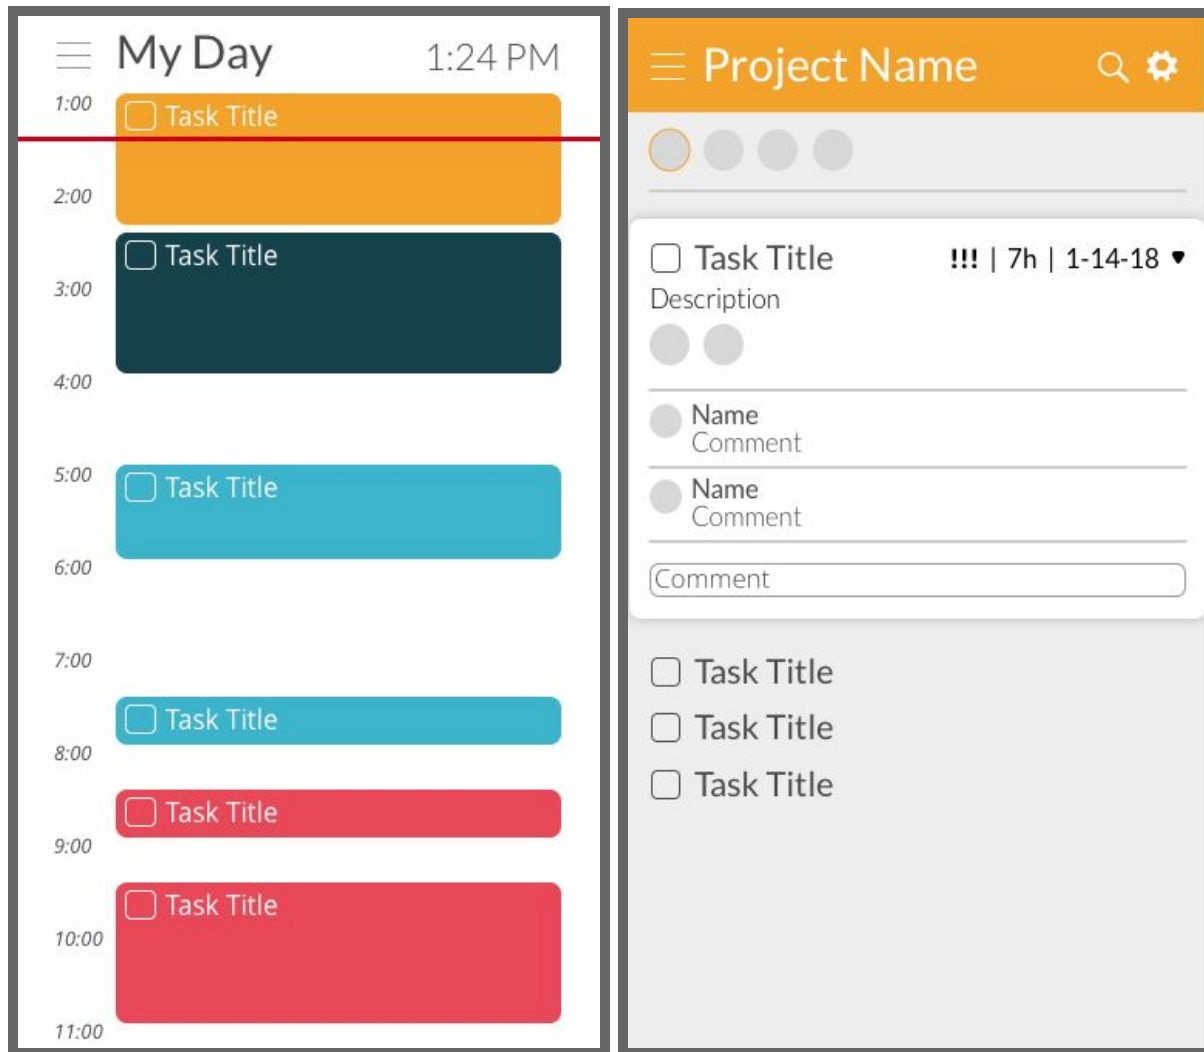 My Day 1:24 PM
1:00
Task Title
2:00
Task Title
3:00
4:00
5:00
Task Title
6:00
7:00
Task Title
8:00
Task Title
9:00
Task Title
10:00
11:00
Project Name
Task Title !!! | 7h | 1-14-18
Description
Name
Comment
Name
Comment
Comment
Task Title
Task Title
Task Title